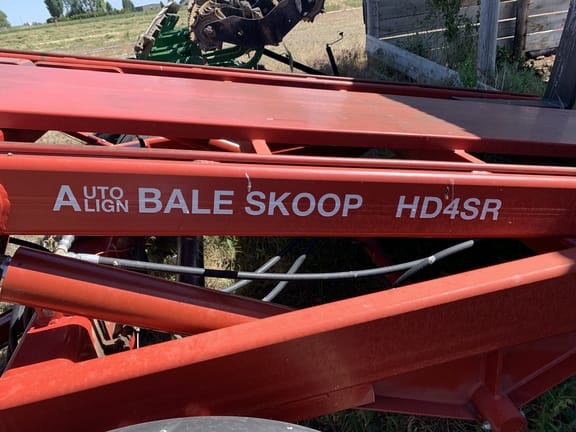 AUTO ALIGN BALE SKOOP HD4SR